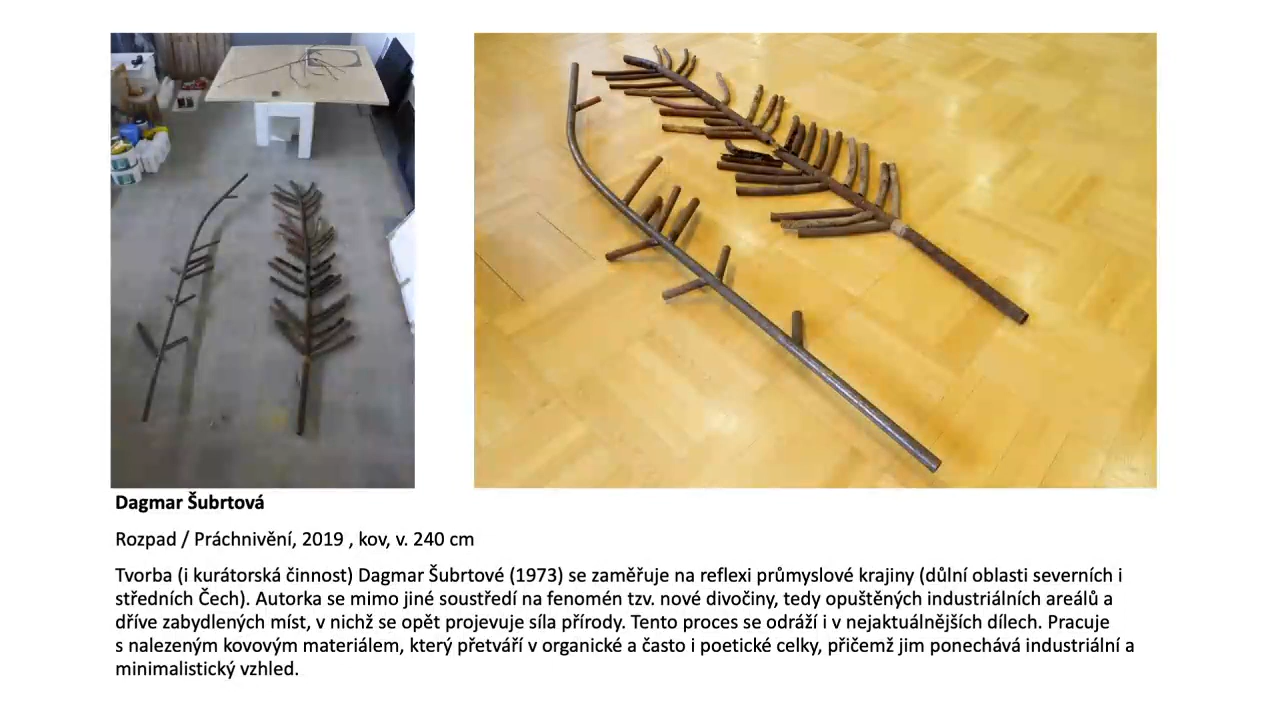 Dagmar Šubrtová
Rozpad / Práchnivění, 2019 , kov, v. 240 cm
Tvorba (i kurátorská činnost) Dagmar Šubrtové (1973) se zaměřuje na reflexi průmyslové krajiny (důlní oblasti severních i
středních Čech). Autorka se mimo jiné soustředí na fenomén tzv. nové divočiny, tedy opuštěných industriálních areálů a
dříve zabydlených míst, v nichž se opět projevuje síla přírody. Tento proces se odráží i v nejaktuálnějších dílech. Pracuje
s nalezeným kovovým materiálem, který přetváří v organické a často i poetické celky, přičemž jim ponechává industriální a
minimalistický vzhled.